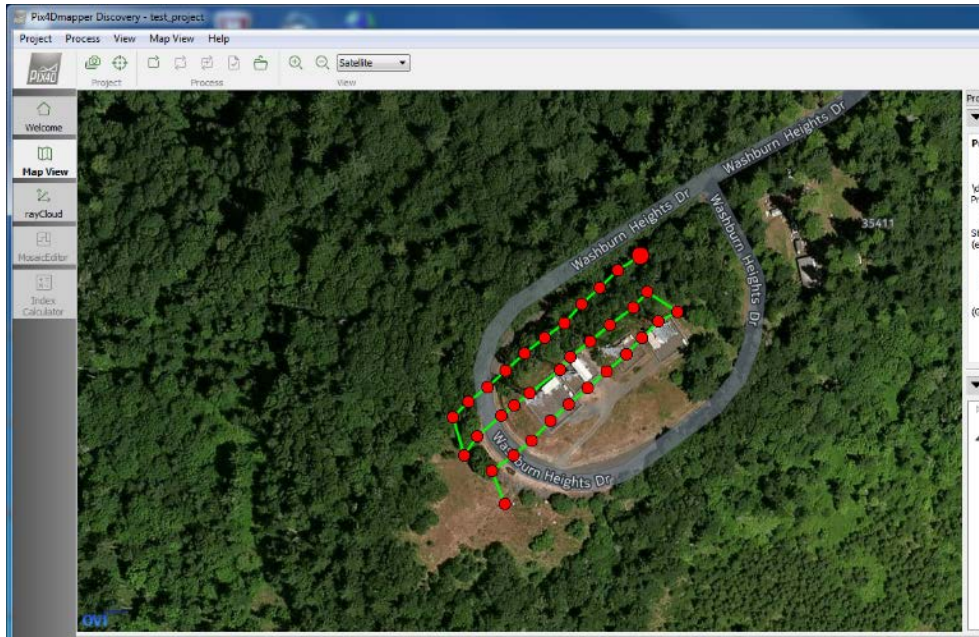 Pix4Dmapper Discovery - test_project
Project Process View Map View Help
PIX4D
Satellite
Project Process View
Welcome
Map View
rayCloud
MosaicEditor
Index
Calculator
Washburn Heights Dr
Washburn Heights Dr
Washburn Heights Dr
35411
Washburn Heights Dr
ovi